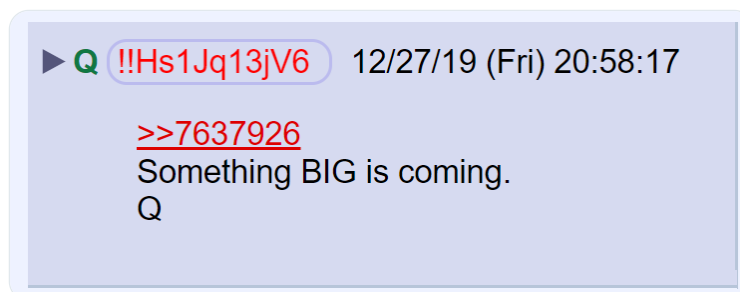 Q !!Hs1Jq13jV6 12/27/19 (Fri) 20:58:17
>>7637926
Something BIG is coming.
Q